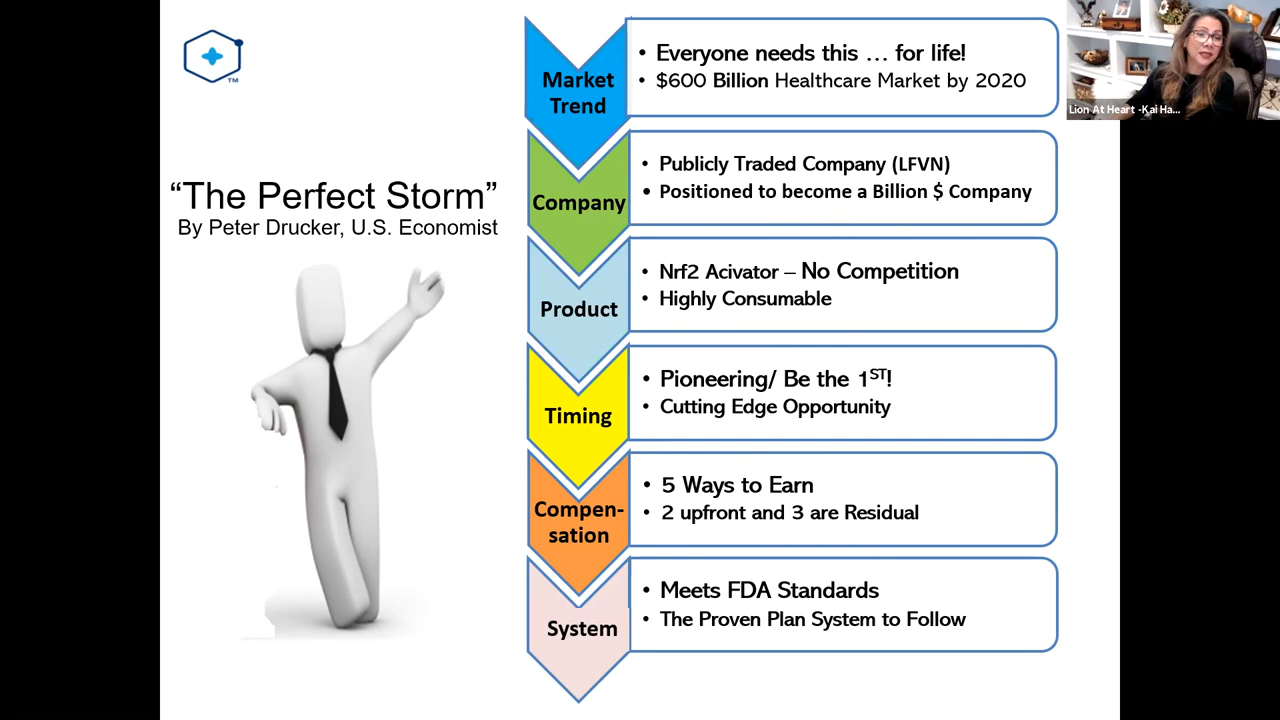 TM
Market
Trend
• Everyone needs this … for life!
• $600 Billion Healthcare Market by 2020
Lion At Heart -Kai Ha...
“The Perfect Storm”
By Peter Drucker, U.S. Economist
Company
• Publicly Traded Company (LFVN)
• Positioned to become a Billion $ Company
Product
• Nrf2 Acivator – No Competition
• Highly Consumable
Timing
• Pioneering/ Be the 1ST!
• Cutting Edge Opportunity
Compen-
sation
• 5 Ways to Earn
• 2 upfront and 3 are Residual
System
• Meets FDA Standards
• The Proven Plan System to Follow